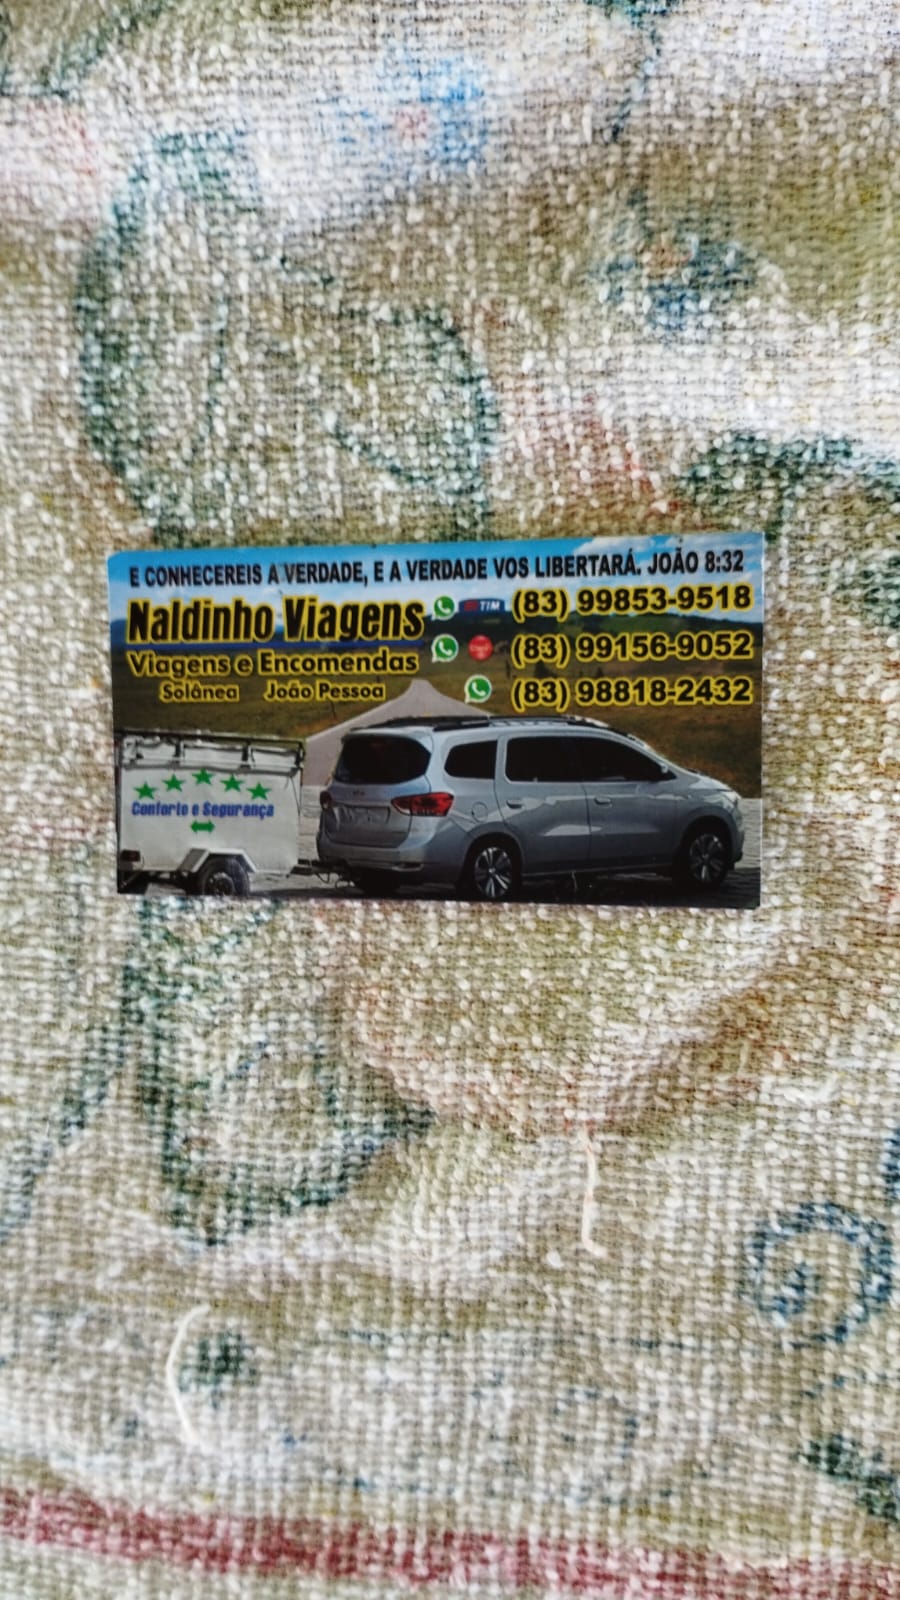 E CONHECEREIS A VERDADE, E A VERDADE VOS LIBERTARÁ. JOÃO 8:32
Naldinho Viagens
TIM (83) 99853-9518
Viagens e Encomendas
(83) 99156-9052
Solânea João Pessoa
(83) 98818-2432
Conforto e Segurança